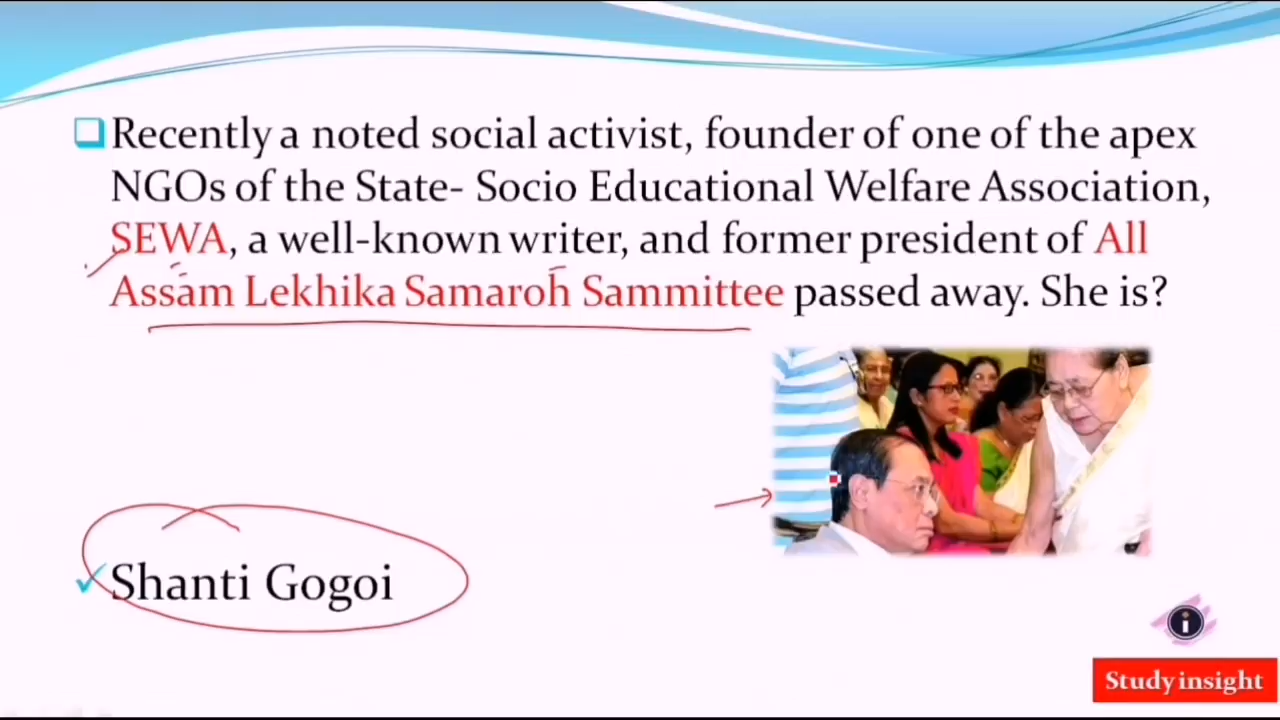 Recently a noted social activist, founder of one of the apex
NGOs of the State- Socio Educational Welfare Association,
SEWA, a well-known writer, and former president of All
Assam Lekhika Samaroh Sammittee passed away. She is?
Shanti Gogoi
i
Study insight